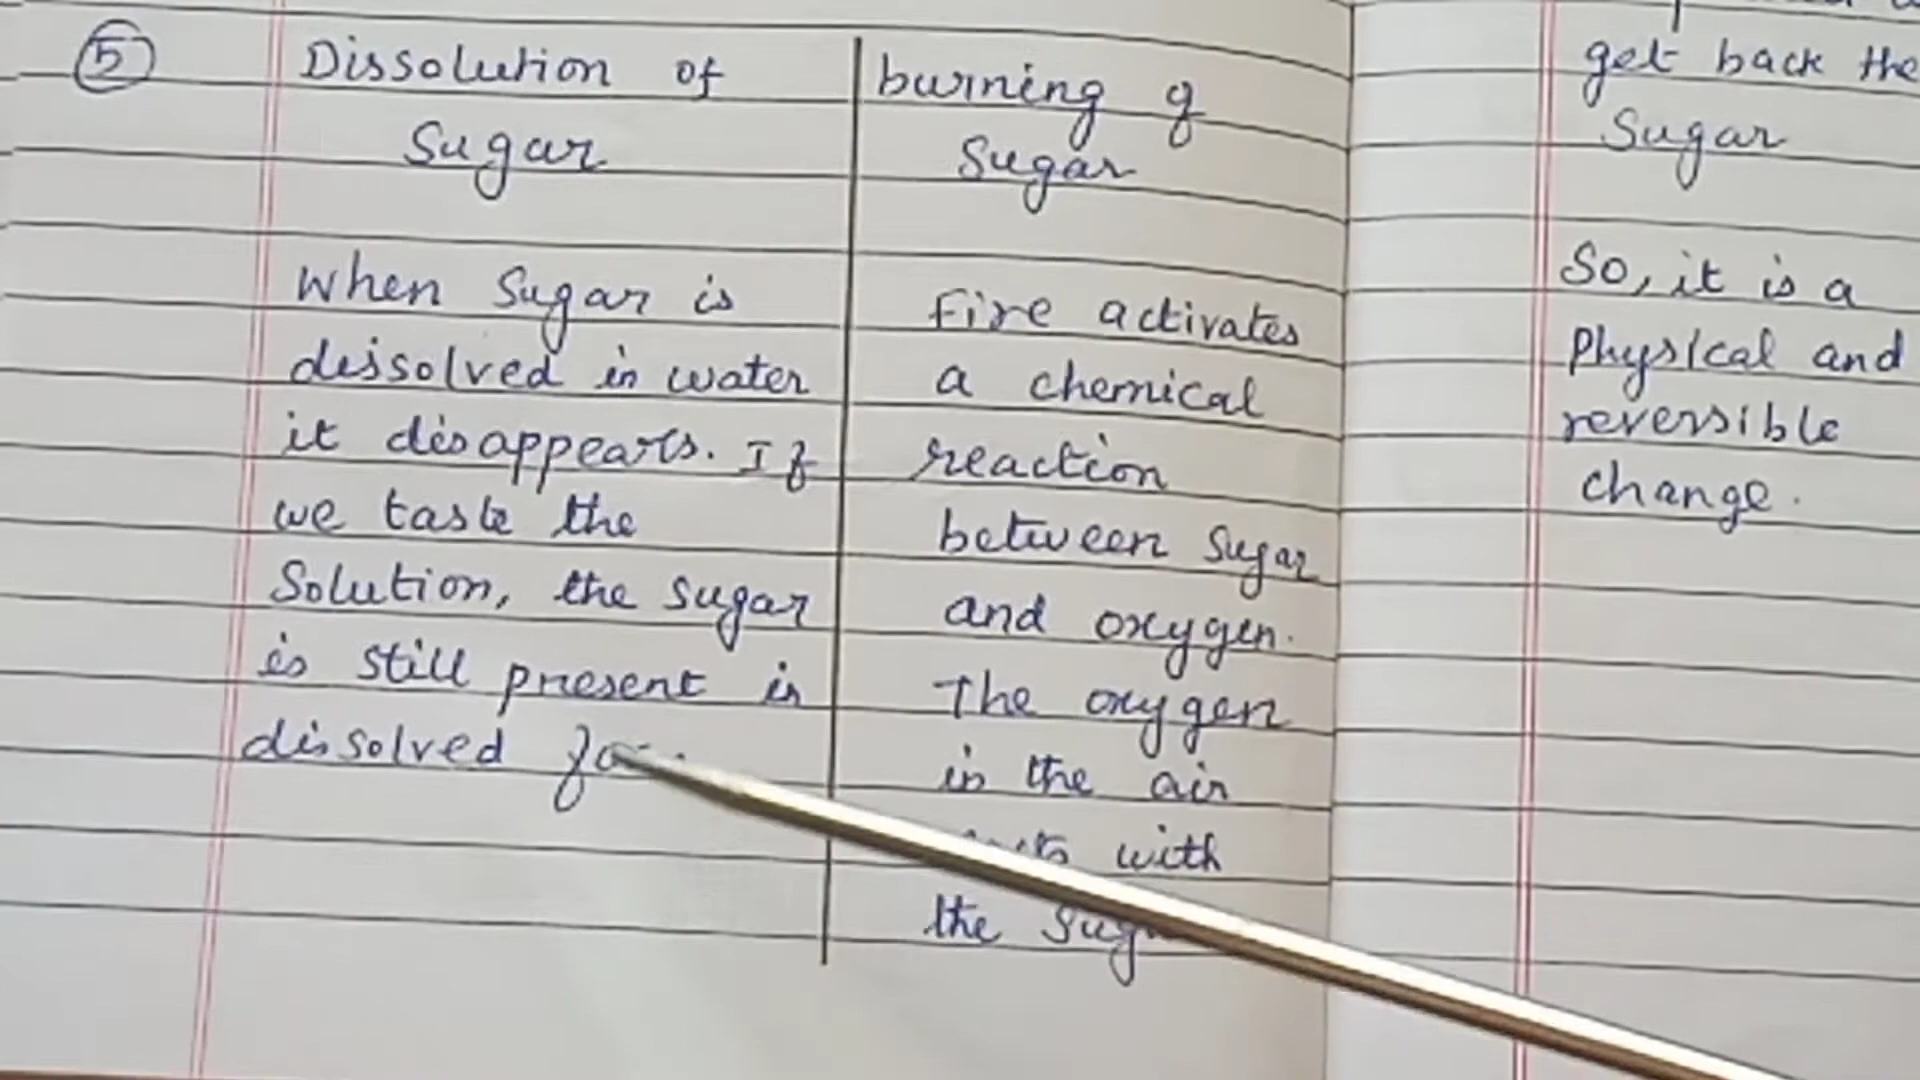 5
Dissolution of
Sugar
When Sugar is
dissolved in water
it disappears. If
we taste the
Solution, the sugar
is still present in
dissolved
burning of
Sugar
Fire activates
a chemical
reaction
between Sugar
and oxygen.
The oxygen
in the air
with
the
get back the
Sugar
So, it is a
Physical and
reversible
change.